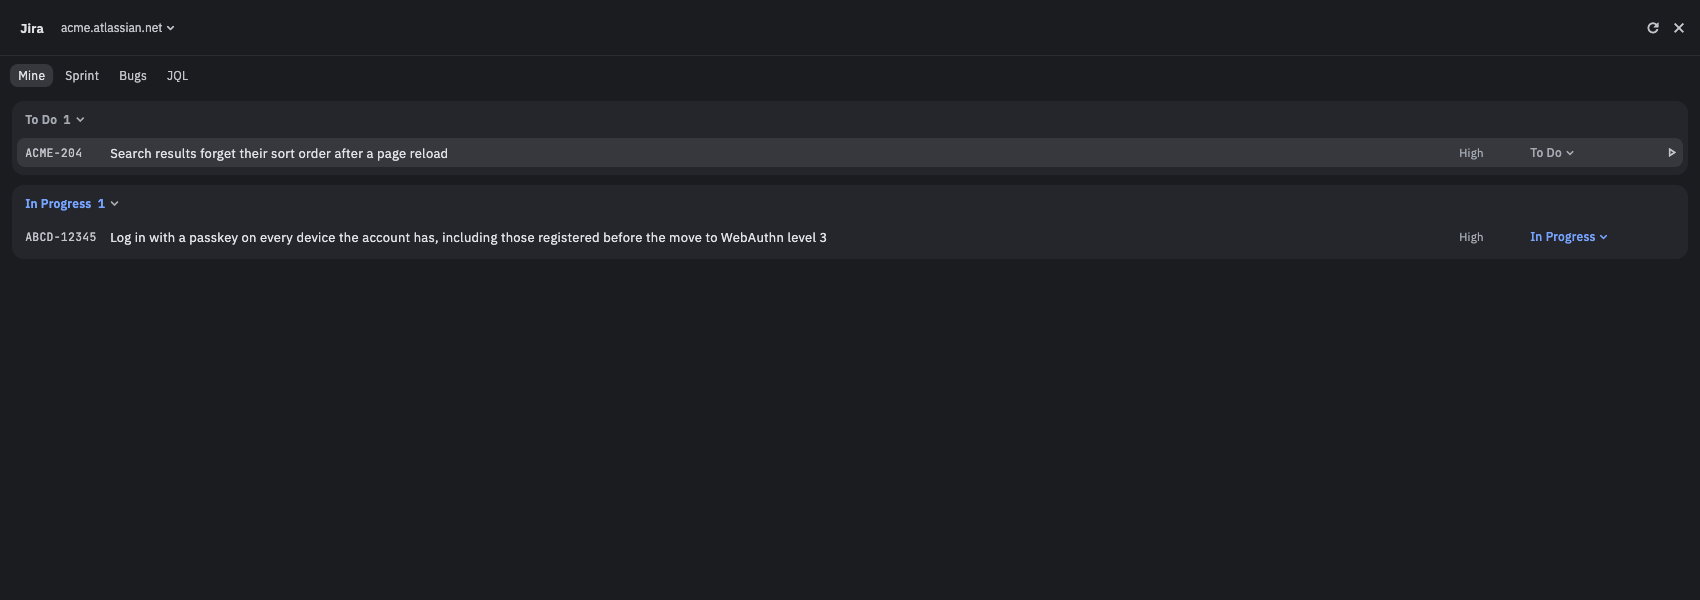 Jira acme.atlassian.net
Mine Sprint Bugs JQL
To Do 1
ACME-204 Search results forget their sort order after a page reload High To Do
In Progress 1
ABCD-12345 Log in with a passkey on every device the account has, including those registered before the move to WebAuthn level 3 High In Progress